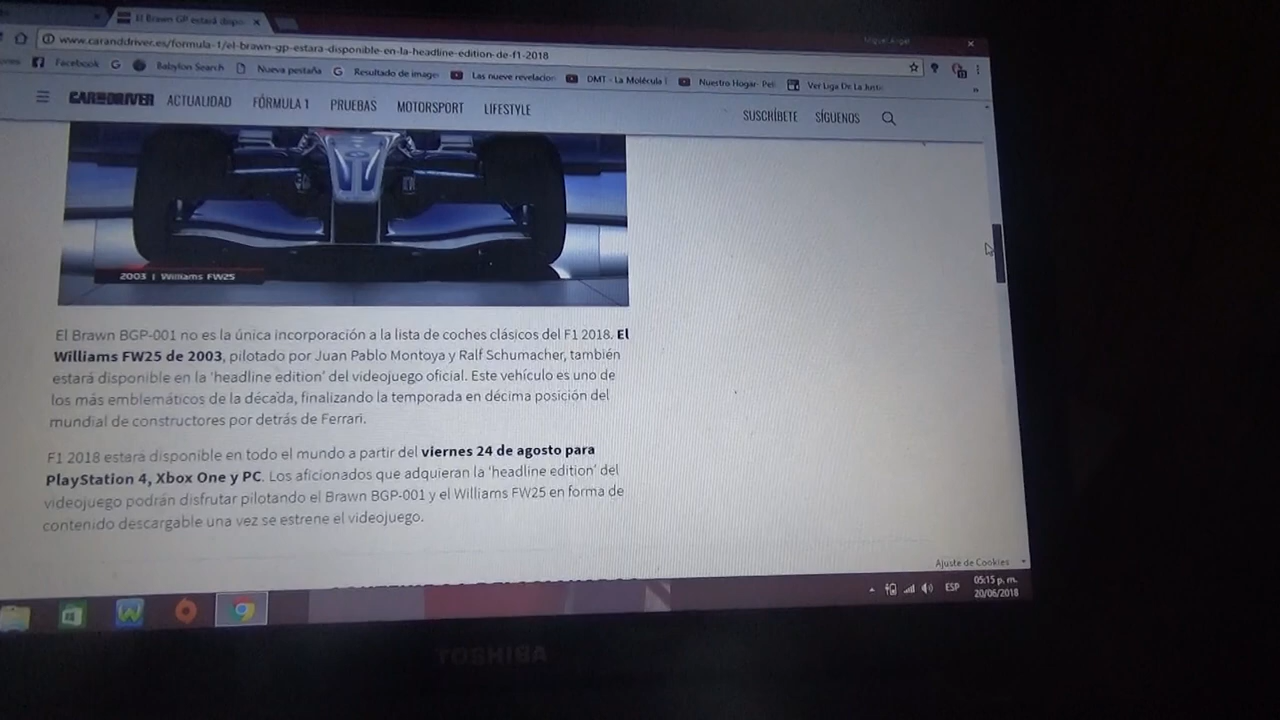 El Brawn GP estará dispo
Miguel Angel
www.caranddriver.es/formula-1/el-brawn-gp-estara-disponible-en-la-headline-edition-de-f1-2018
Facebook G Babylon Search Nueva pestaña G Resultado de image Las nueve revelacion DMT - La Molécula Nuestro Hogar- Peli Ver Liga De La Justic
CAR AND DRIVER ACTUALIDAD FÓRMULA 1 PRUEBAS MOTORSPORT LIFESTYLE SUSCRÍBETE SÍGUENOS
2003 | Williams FW25
El Brawn BGP-001 no es la única incorporación a la lista de coches clásicos del F1 2018. El
Williams FW25 de 2003, pilotado por Juan Pablo Montoya y Ralf Schumacher, también
estará disponible en la 'headline edition' del videojuego oficial. Este vehículo es uno de
los más emblemáticos de la década, finalizando la temporada en décima posición del
mundial de constructores por detrás de Ferrari.
F1 2018 estará disponible en todo el mundo a partir del viernes 24 de agosto para
PlayStation 4, Xbox One y PC. Los aficionados que adquieran la 'headline edition' del
videojuego podrán disfrutar pilotando el Brawn BGP-001 y el Williams FW25 en forma de
contenido descargable una vez se estrene el videojuego.
Ajuste de Cookies
ESP 05:15 p. m.
20/06/2018
TOSHIBA